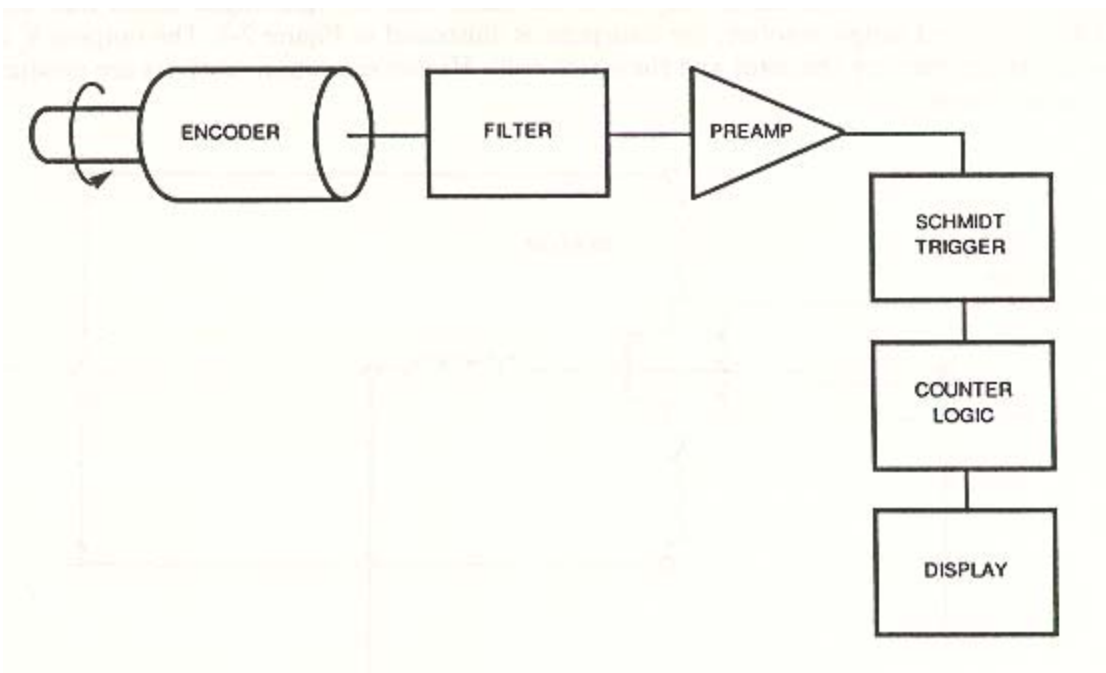 ENCODER
FILTER
PREAMP
SCHMIDT
TRIGGER
COUNTER
LOGIC
DISPLAY